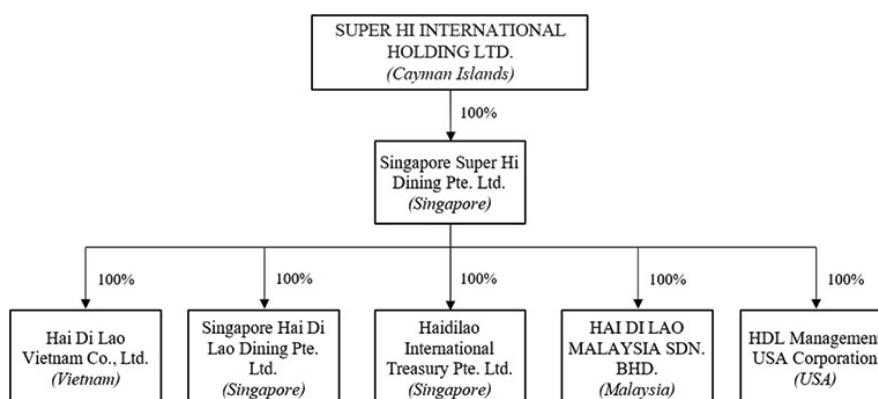 SUPER HI INTERNATIONAL
HOLDING LTD.
(Cayman Islands)
100%
Singapore Super Hi
Dining Pte. Ltd.
(Singapore)
100%
100%
100%
100%
100%
Hai Di Lao
Vietnam Co., Ltd.
(Vietnam)
Singapore Hai Di
Lao Dining Pte.
Ltd.
(Singapore)
Haidilao
International
Treasury Pte. Ltd.
(Singapore)
HAI DI LAO
MALAYSIA SDN.
BHD.
(Malaysia)
HDL Management
USA Corporation
(USA)